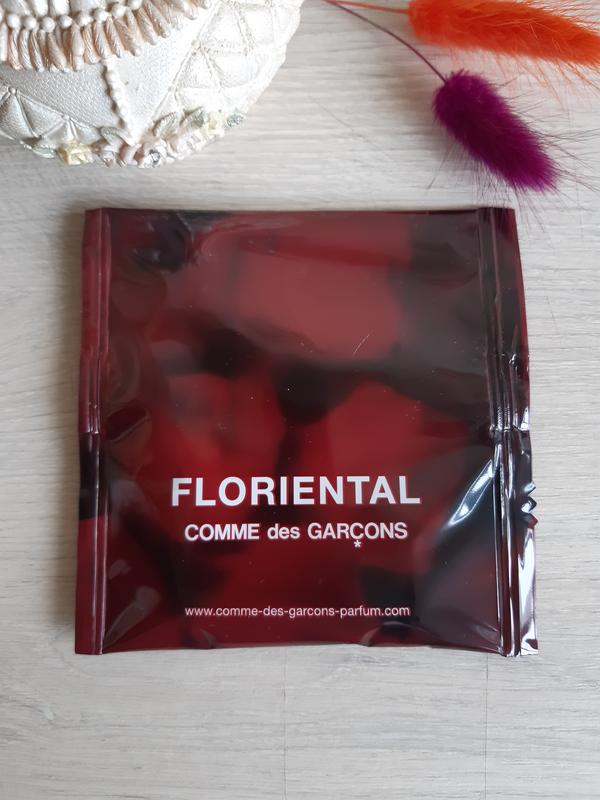 FLORIENTAL
COMME des GARÇONS
*
www.comme-des-garcons-parfum.com